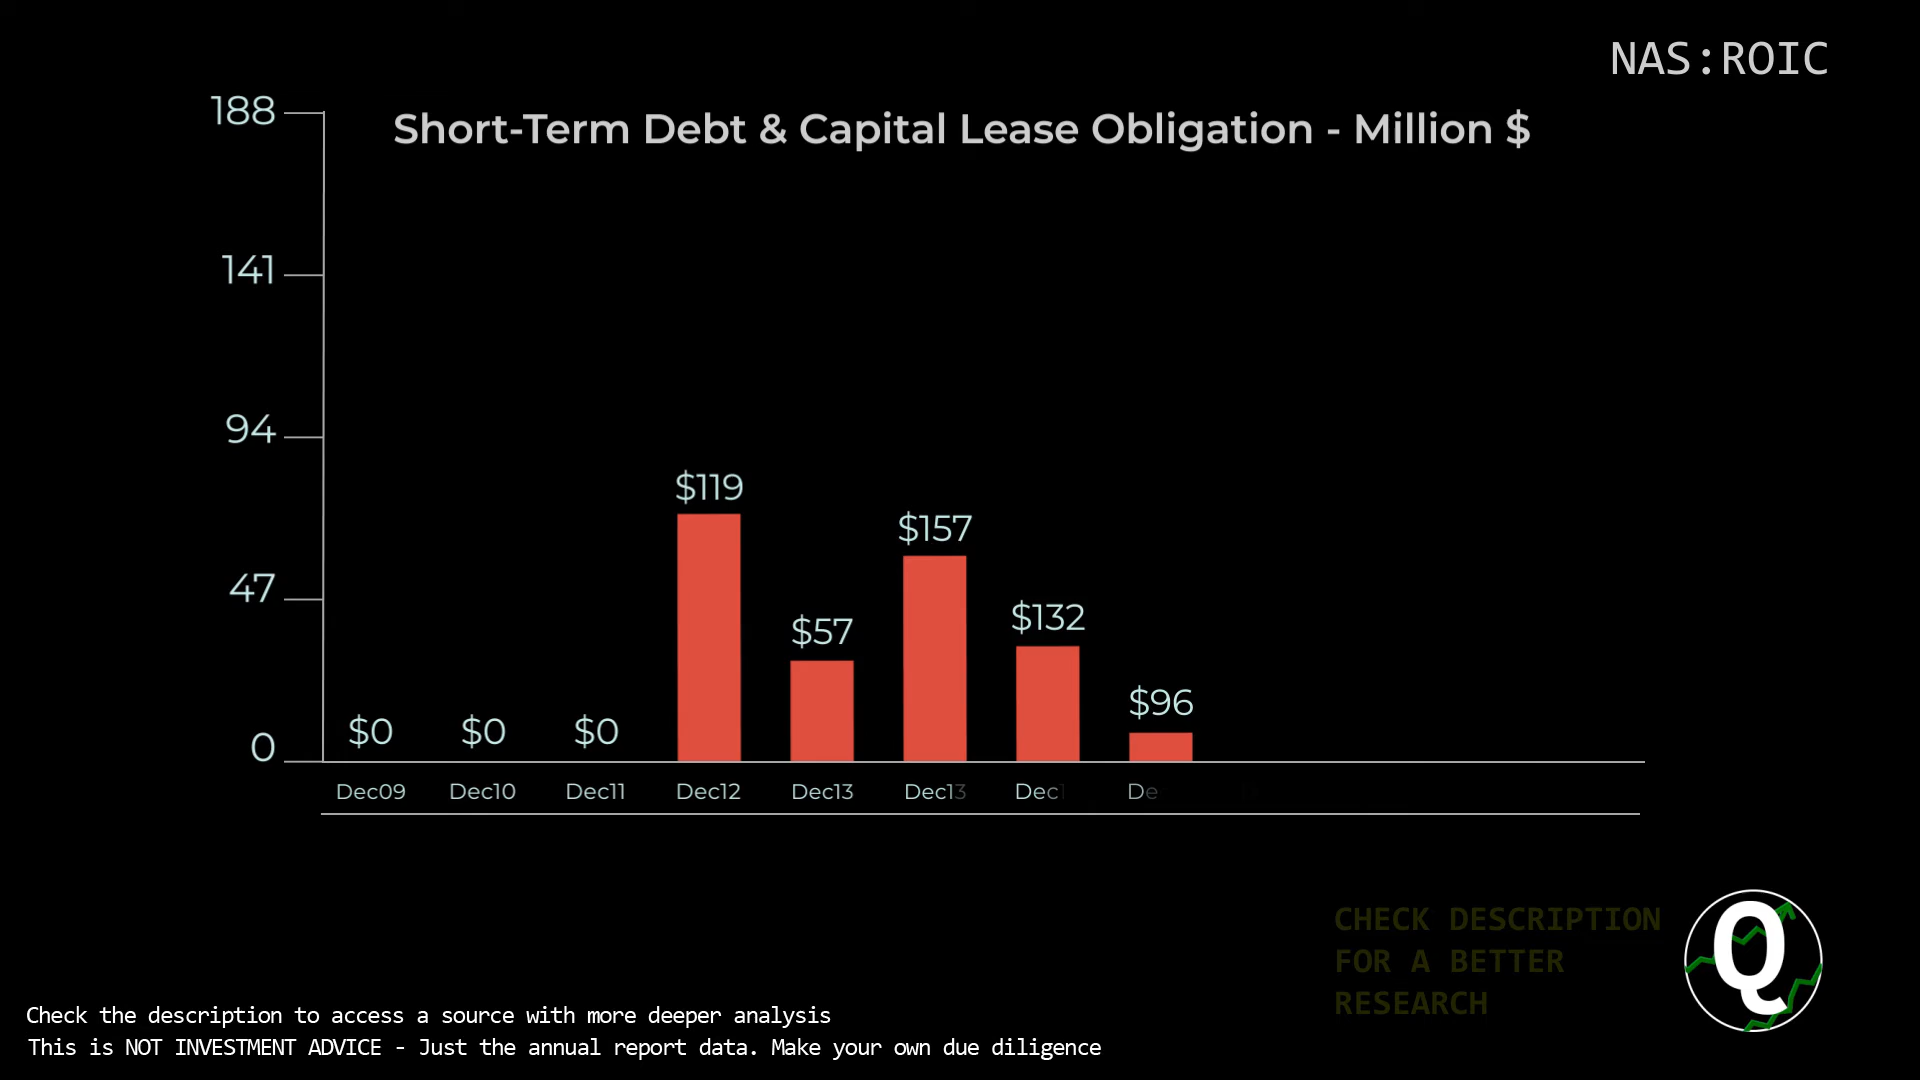 NAS:ROIC
Short-Term Debt & Capital Lease Obligation - Million $
188
141
94
47
0
$0 $0 $0 $119 $57 $157 $132 $96
Dec09 Dec10 Dec11 Dec12 Dec13 Dec13 Dec1 De
CHECK DESCRIPTION
FOR A BETTER
RESEARCH
Q
Check the description to access a source with more deeper analysis
This is NOT INVESTMENT ADVICE - Just the annual report data. Make your own due diligence